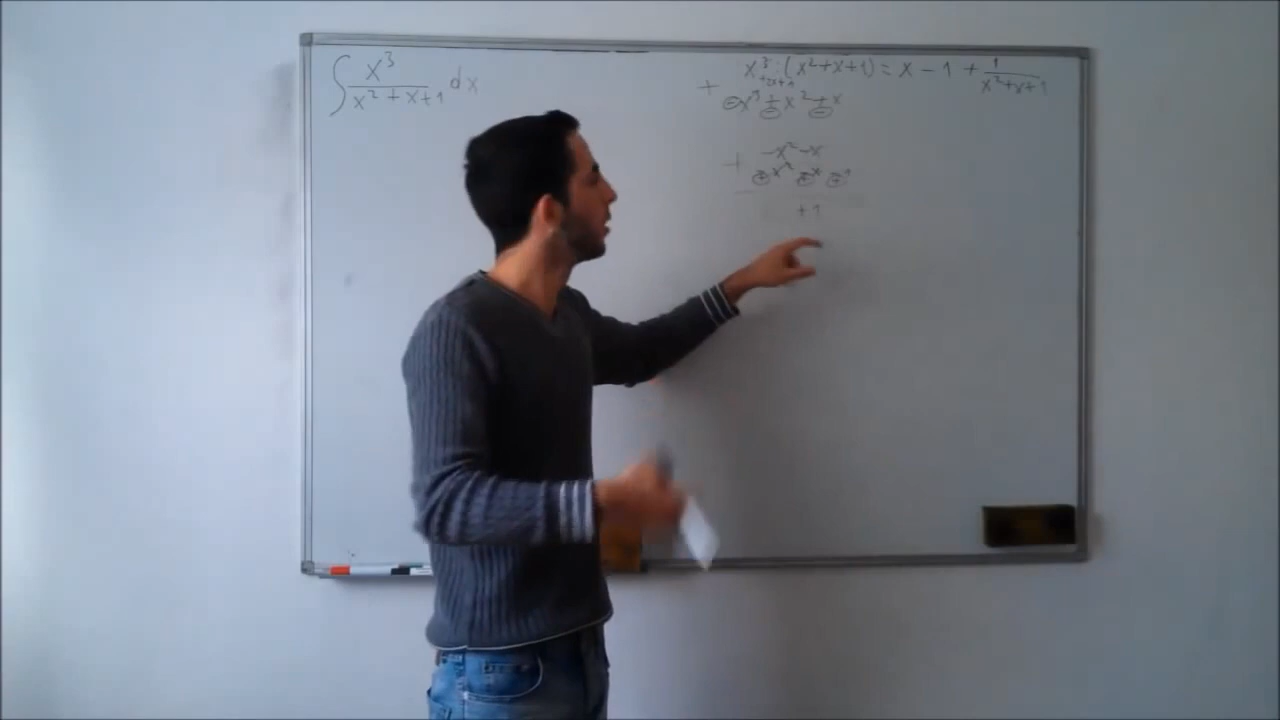 ∫ x³/(x² + x + 1) dx
x³ : (x² + x + 1) = x - 1 + 1/(x² + x + 1)
+ ⊖x³ + x² + x
⊖ ⊖
-x² - x
+ ⊕x² ⊕x ⊕1
+1